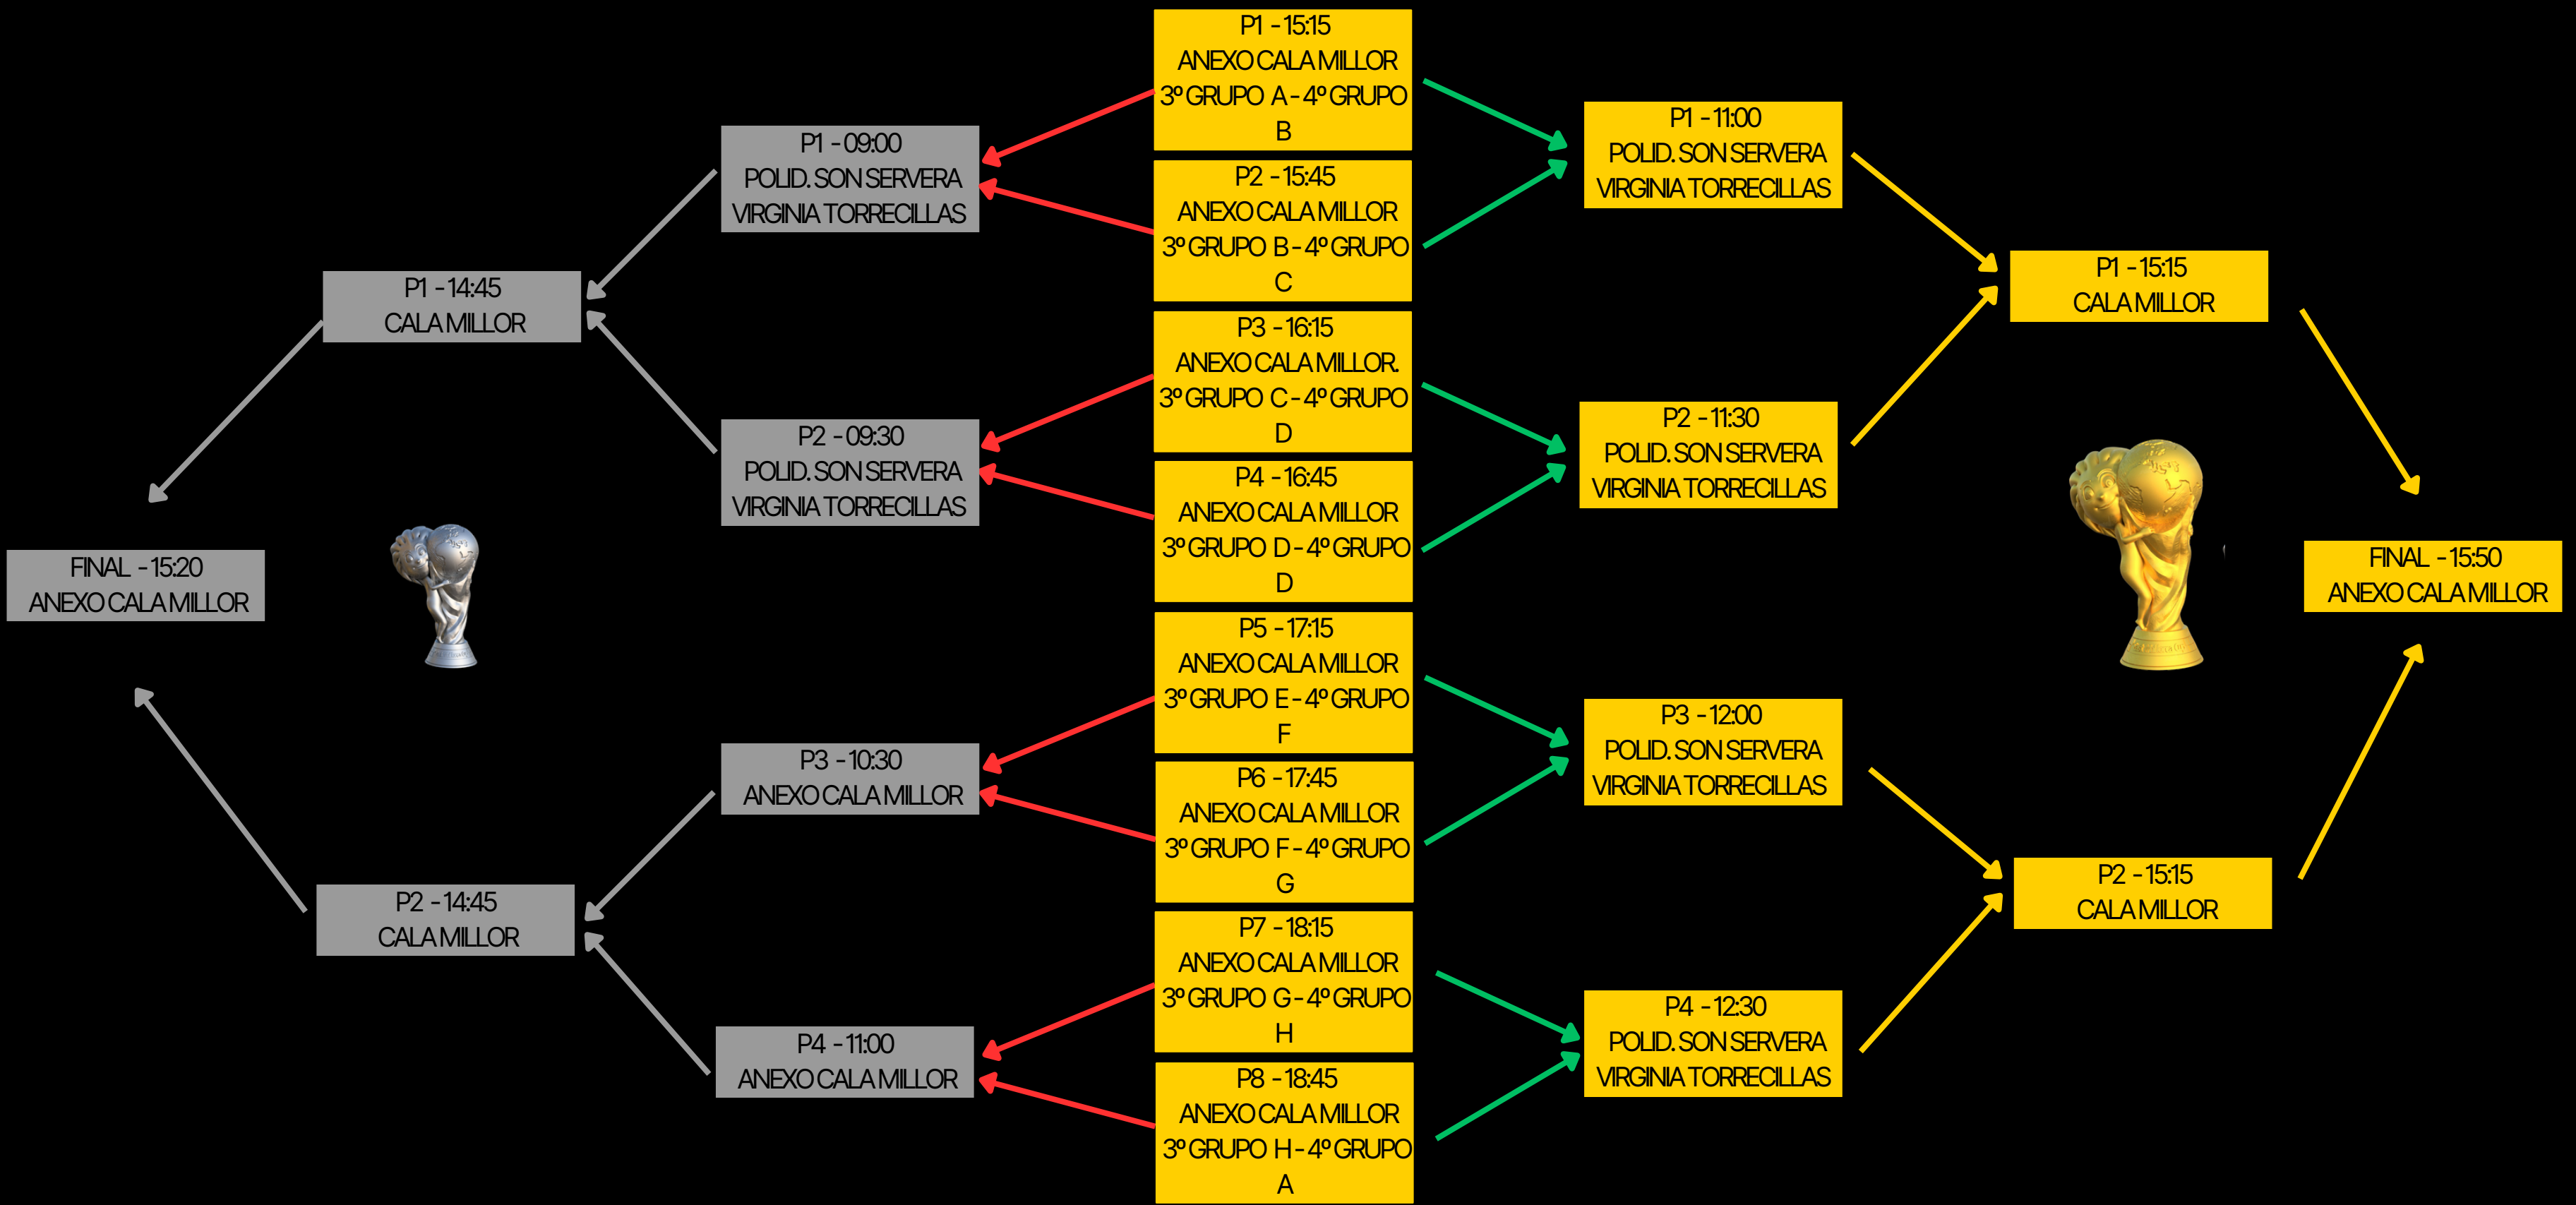 FINAL - 15:20
ANEXO CALA MILLOR
P1 - 14:45
CALA MILLOR
P2 - 14:45
CALA MILLOR
P1 - 09:00
POLID. SON SERVERA
VIRGINIA TORRECILLAS
P2 - 09:30
POLID. SON SERVERA
VIRGINIA TORRECILLAS
P3 - 10:30
ANEXO CALA MILLOR
P4 - 11:00
ANEXO CALA MILLOR
P1 - 15:15
ANEXO CALA MILLOR
3º GRUPO A - 4º GRUPO
B
P2 - 15:45
ANEXO CALA MILLOR
3º GRUPO B - 4º GRUPO
C
P3 - 16:15
ANEXO CALA MILLOR.
3º GRUPO C - 4º GRUPO
D
P4 - 16:45
ANEXO CALA MILLOR
3º GRUPO D - 4º GRUPO
D
P5 - 17:15
ANEXO CALA MILLOR
3º GRUPO E - 4º GRUPO
F
P6 - 17:45
ANEXO CALA MILLOR
3º GRUPO F - 4º GRUPO
G
P7 - 18:15
ANEXO CALA MILLOR
3º GRUPO G - 4º GRUPO
H
P8 - 18:45
ANEXO CALA MILLOR
3º GRUPO H - 4º GRUPO
A
P1 - 11:00
POLID. SON SERVERA
VIRGINIA TORRECILLAS
P2 - 11:30
POLID. SON SERVERA
VIRGINIA TORRECILLAS
P3 - 12:00
POLID. SON SERVERA
VIRGINIA TORRECILLAS
P4 - 12:30
POLID. SON SERVERA
VIRGINIA TORRECILLAS
P1 - 15:15
CALA MILLOR
P2 - 15:15
CALA MILLOR
FINAL - 15:50
ANEXO CALA MILLOR